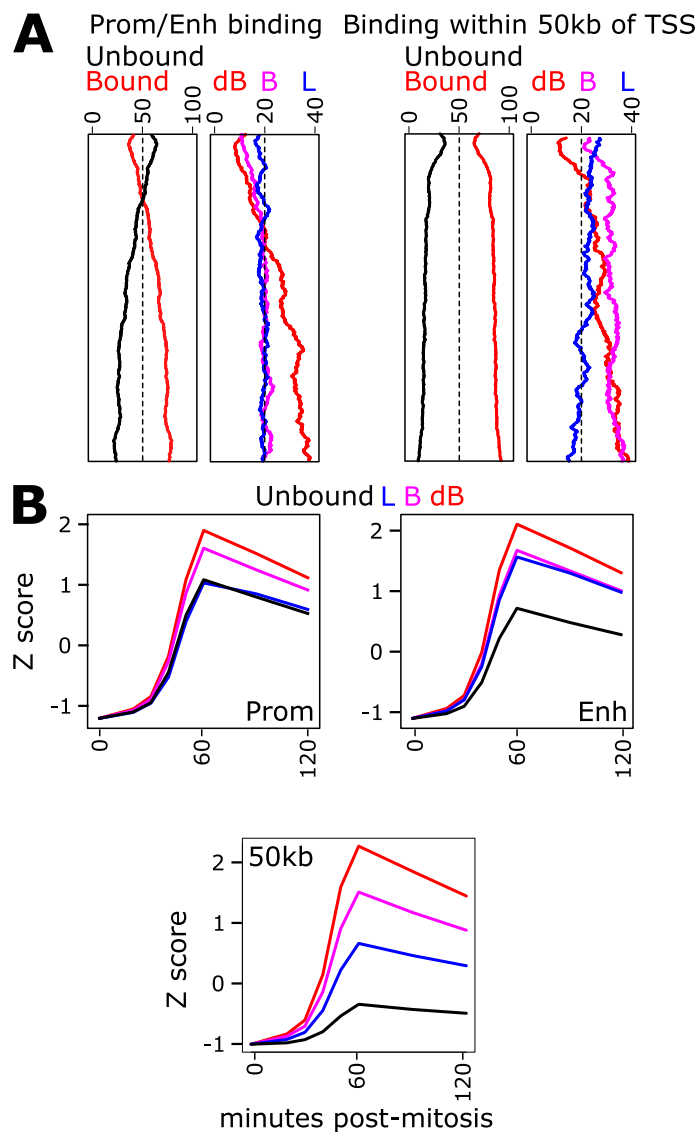 A
Prom/Enh binding Binding within 50kb of TSS
Unbound Unbound
Bound dB B L Bound dB B L
0 50 100 0 20 40 0 50 100 0 20 40
B
Unbound L B dB
Z score
2
1
0
-1
Prom
0 60 120
2
1
0
-1
Enh
0 60 120
50kb
Z score
2
1
0
-1
0 60 120
minutes post-mitosis